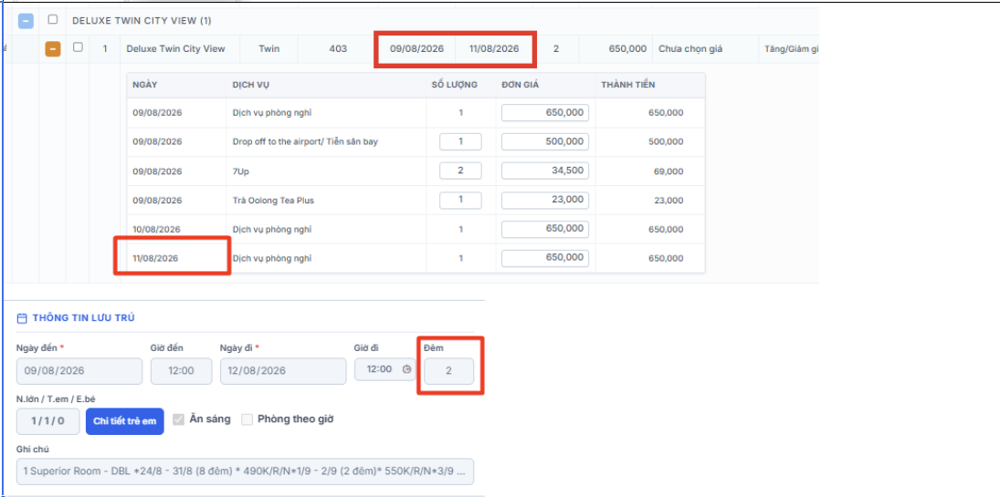 DELUXE TWIN CITY VIEW (1)
1 Deluxe Twin City View Twin 403 09/08/2026 11/08/2026 2 650,000 Chưa chọn giá Tăng/Giảm gi
NGÀY DỊCH VỤ SỐ LƯỢNG ĐƠN GIÁ THÀNH TIỀN
09/08/2026 Dịch vụ phòng nghỉ 1 650,000 650,000
09/08/2026 Drop off to the airport/ Tiễn sân bay 1 500,000 500,000
09/08/2026 7Up 2 34,500 69,000
09/08/2026 Trà Oolong Tea Plus 1 23,000 23,000
10/08/2026 Dịch vụ phòng nghỉ 1 650,000 650,000
11/08/2026 Dịch vụ phòng nghỉ 1 650,000 650,000
THÔNG TIN LƯU TRÚ
Ngày đến * Giờ đến Ngày đi * Giờ đi Đêm
09/08/2026 12:00 12/08/2026 12:00 2
N.lớn / T.em / E.bé
1 / 1 / 0 Chi tiết trẻ em Ăn sáng Phòng theo giờ
Ghi chú
1 Superior Room - DBL *24/8 - 31/8 (8 đêm) * 490K/R/N*1/9 - 2/9 (2 đêm)* 550K/R/N*3/9 ...